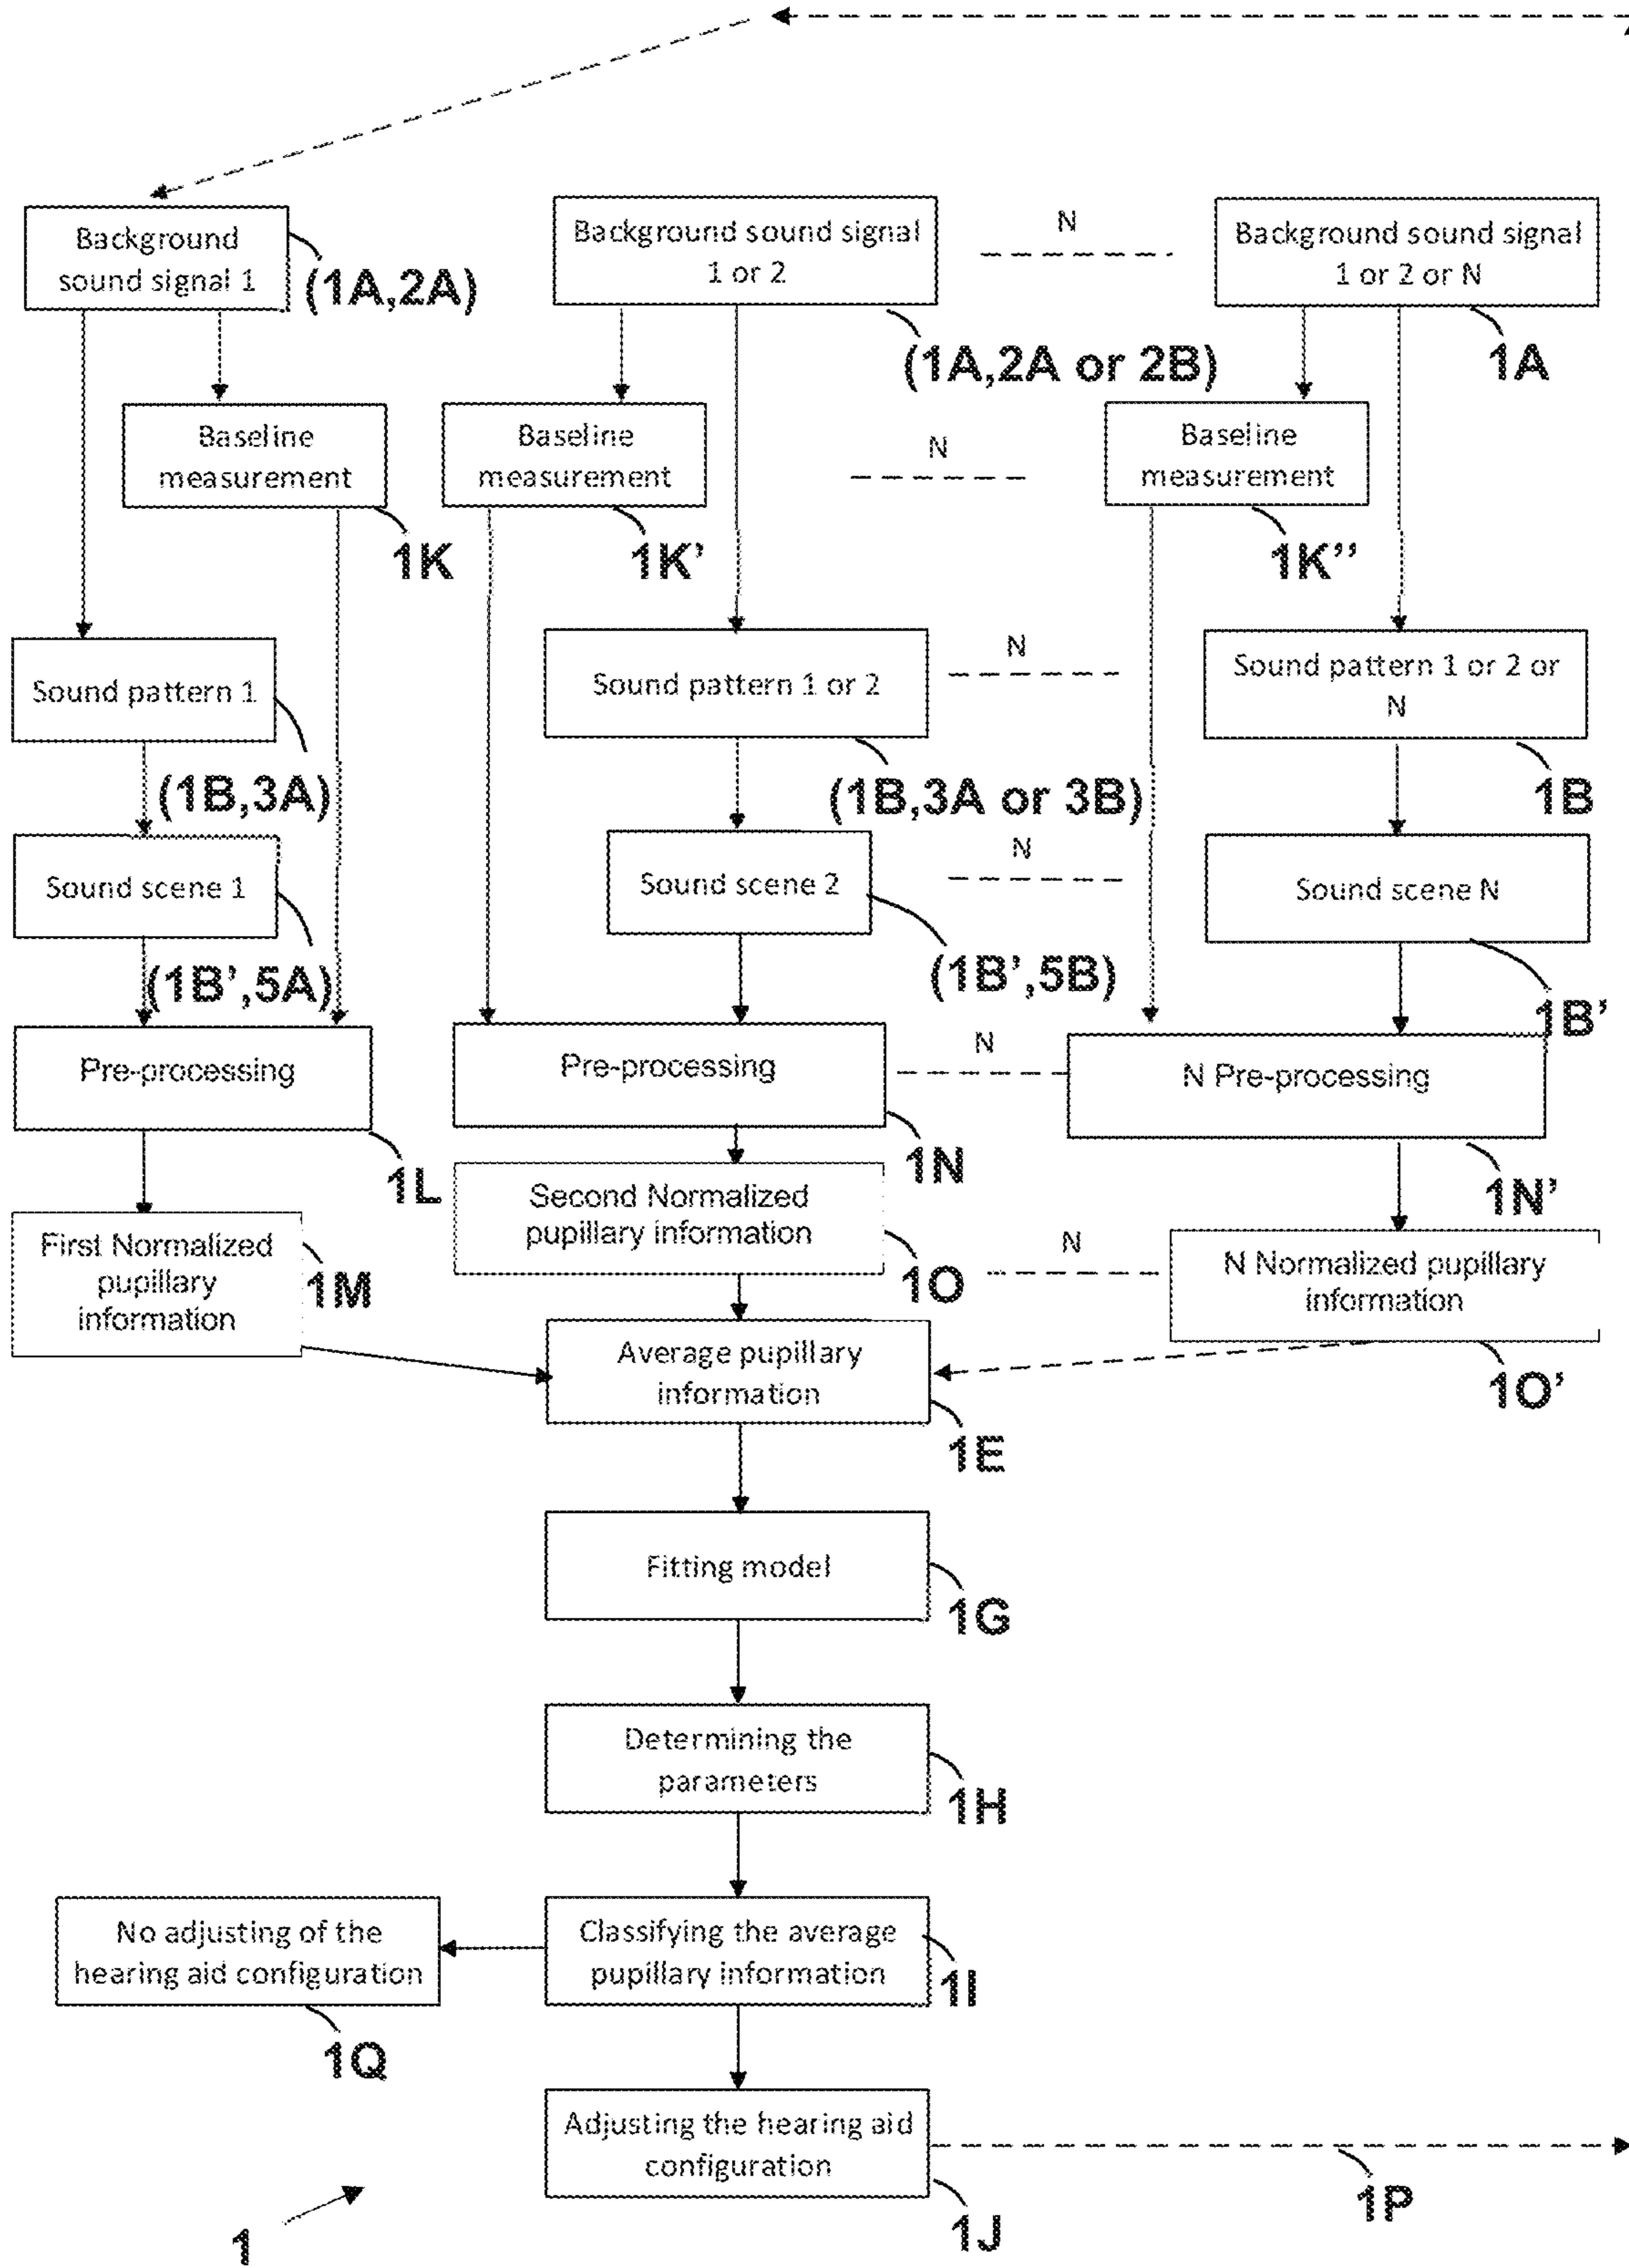 Background
sound signal 1
(1A,2A)
Background sound signal
1 or 2
(1A,2A or 2B)
N
Background sound signal
1 or 2 or N
1A
Baseline
measurement
1K
Baseline
measurement
1K’
N
Baseline
measurement
1K’’
Sound pattern 1
(1B,3A)
Sound pattern 1 or 2
(1B,3A or 3B)
N
Sound pattern 1 or 2 or
N
1B
Sound scene 1
(1B’,5A)
Sound scene 2
(1B’,5B)
N
Sound scene N
1B’
Pre-processing
1L
Pre-processing
1N
N
N Pre-processing
1N’
First Normalized
pupillary
information
1M
Second Normalized
pupillary information
1O
N
N Normalized pupillary
information
1O’
Average pupillary
information
1E
Fitting model
1G
Determining the
parameters
1H
No adjusting of the
hearing aid configuration
1Q
Classifying the average
pupillary information
1I
Adjusting the hearing aid
configuration
1J
1P
1